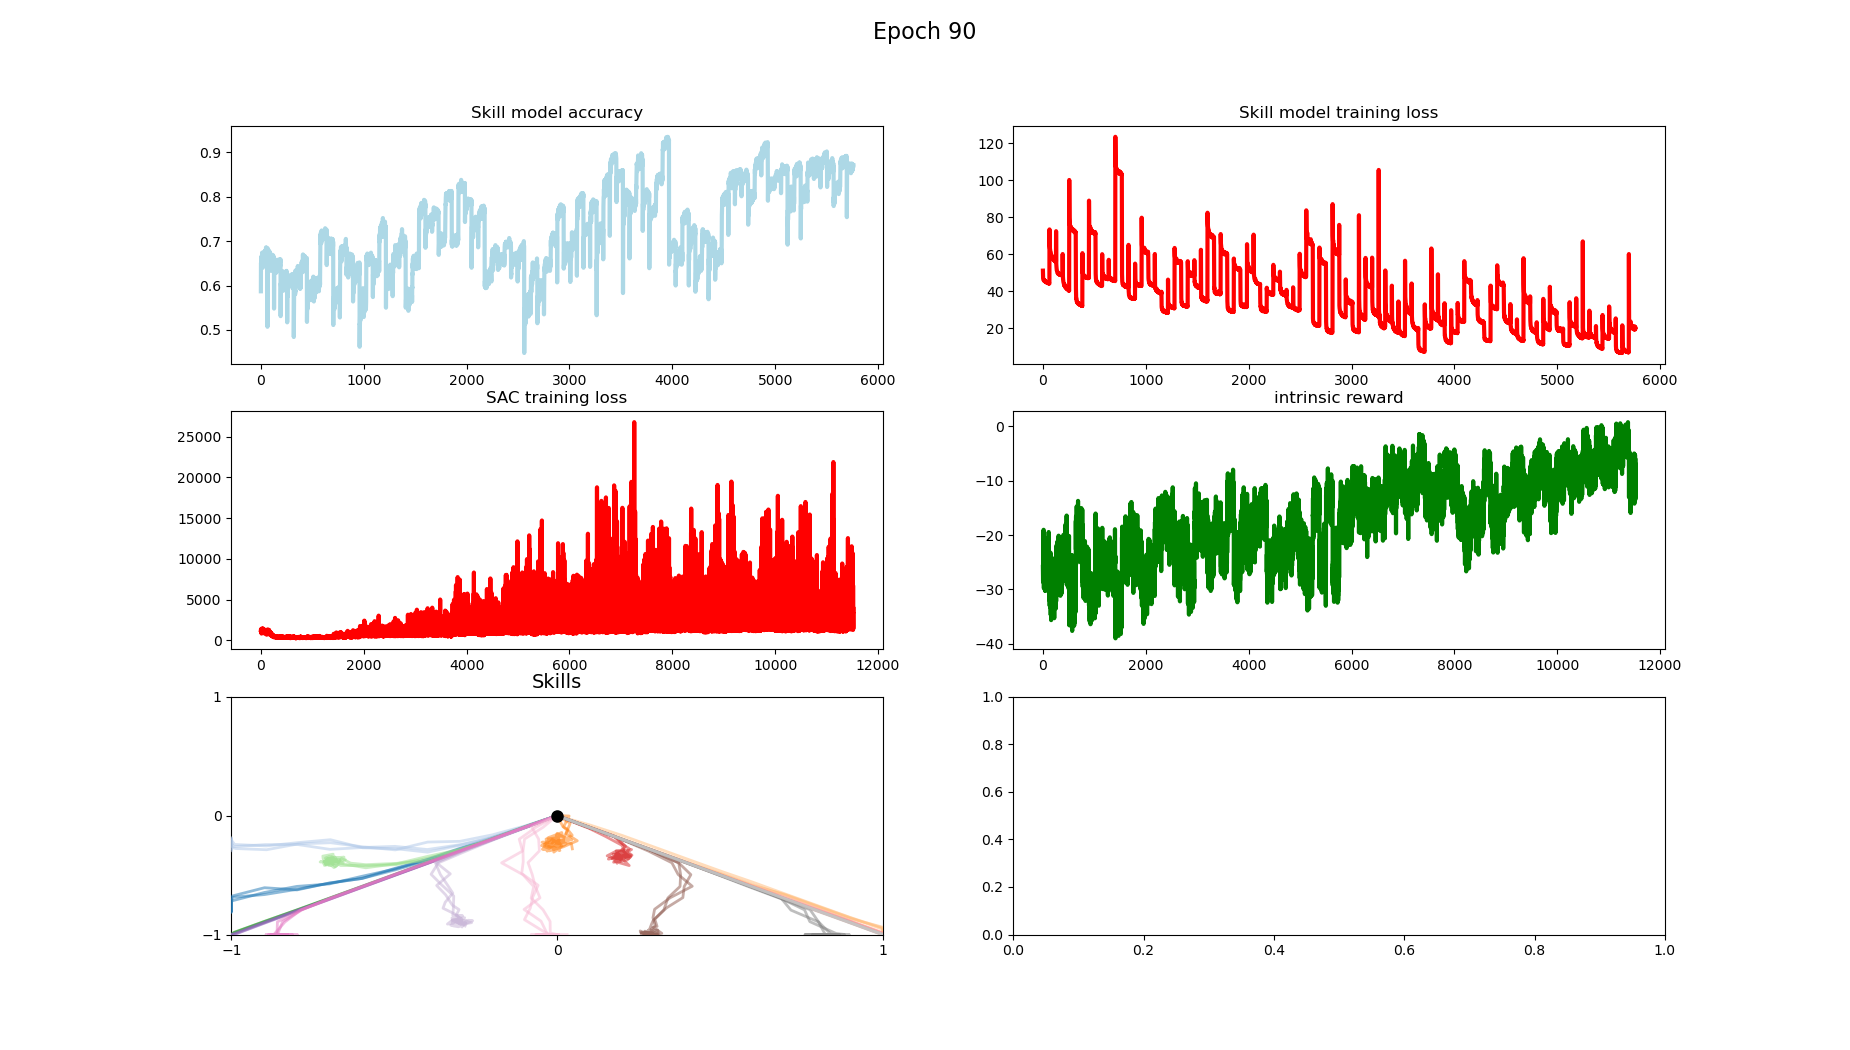 Epoch 90
Skill model accuracy
0.9
0.8
0.7
0.6
0.5
0 1000 2000 3000 4000 5000 6000
Skill model training loss
120
100
80
60
40
20
0 1000 2000 3000 4000 5000 6000
SAC training loss
25000
20000
15000
10000
5000
0
0 2000 4000 6000 8000 10000 12000
intrinsic reward
0
−10
−20
−30
−40
0 2000 4000 6000 8000 10000 12000
Skills
1
0
−1
−1 0 1
1.0
0.8
0.6
0.4
0.2
0.0
0.0 0.2 0.4 0.6 0.8 1.0